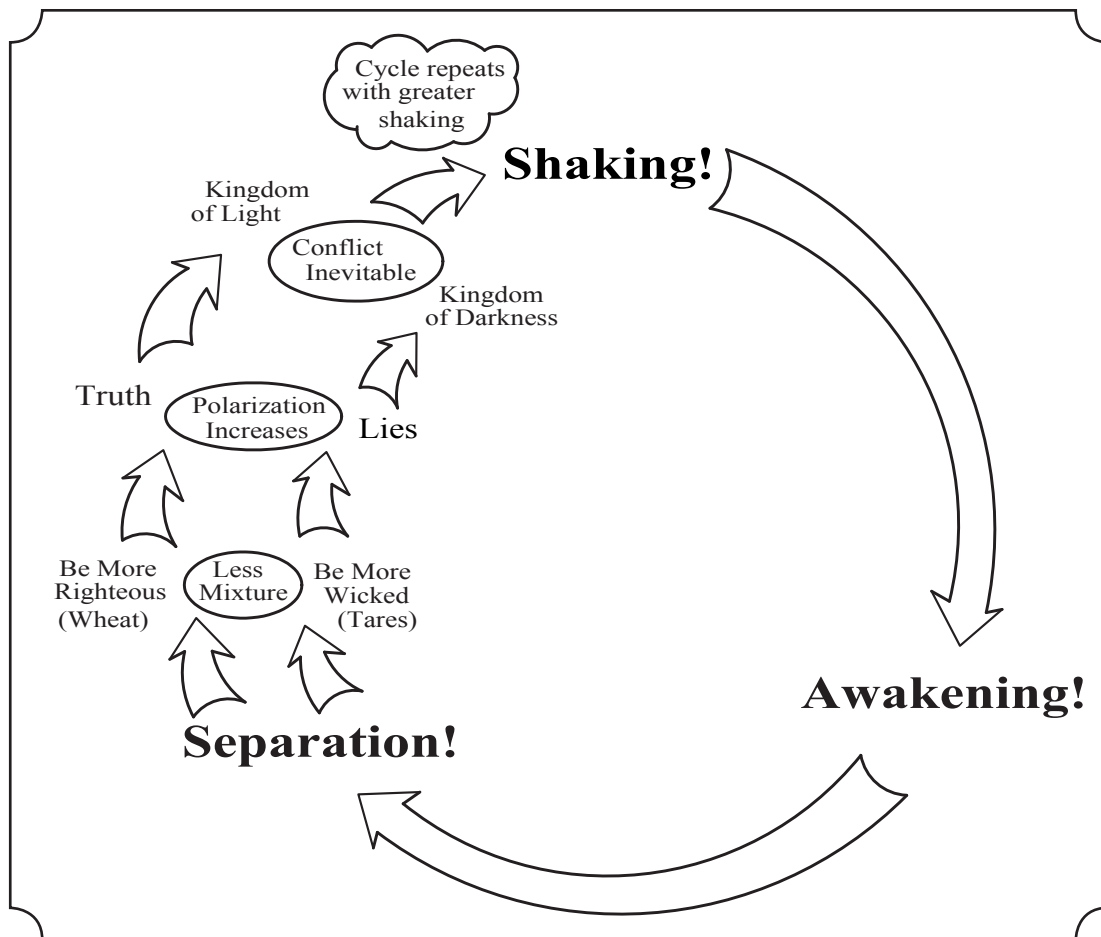 Cycle repeats
with greater
shaking
Shaking!
Kingdom
of Light
Conflict
Inevitable
Kingdom
of Darkness
Truth
Polarization
Increases
Lies
Be More
Righteous
(Wheat)
Less
Mixture
Be More
Wicked
(Tares)
Awakening!
Separation!